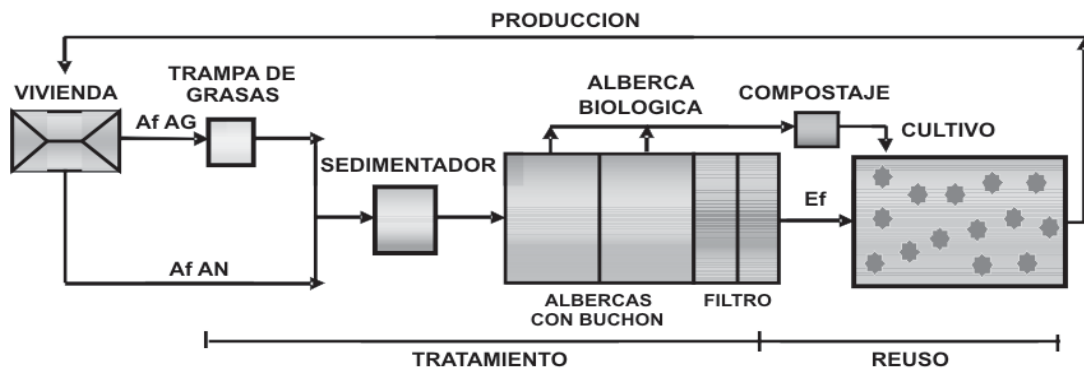 PRODUCCION
VIVIENDA
TRAMPA DE
GRASAS
ALBERCA
BIOLOGICA
COMPOSTAJE
CULTIVO
Af AG
SEDIMENTADOR
Ef
Af AN
ALBERCAS
CON BUCHON
FILTRO
TRATAMIENTO
REUSO